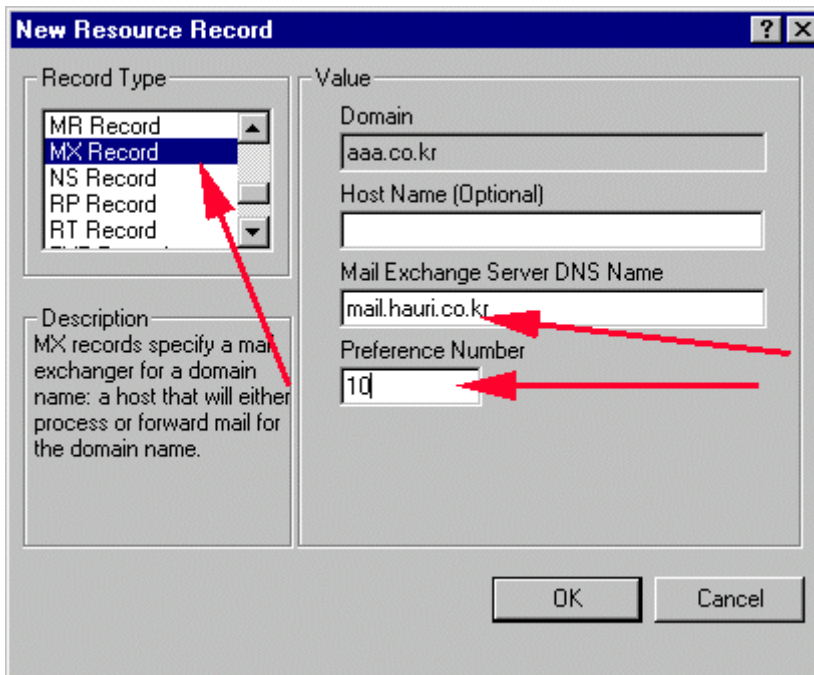 New Resource Record
Record Type
MR Record
MX Record
NS Record
RP Record
RT Record
Description
MX records specify a mail
exchanger for a domain
name: a host that will either
process or forward mail for
the domain name.
Value
Domain
aaa.co.kr
Host Name (Optional)
Mail Exchange Server DNS Name
mail.hauri.co.kr
Preference Number
10
OK
Cancel